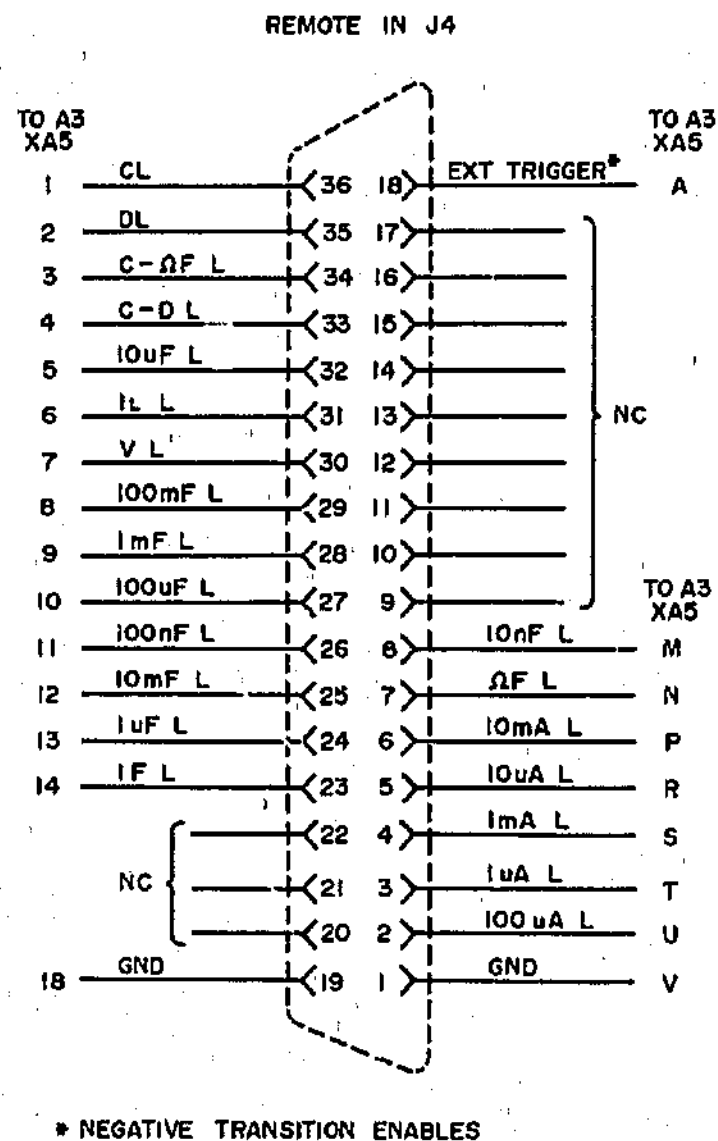 REMOTE IN J4
TO A3 TO A3
XA5 XA5
1 CL 36 18 EXT TRIGGER* A
2 DL 35 17
3 C-ΩF L 34 16
4 C-D L 33 15
5 10uF L 32 14
6 IL L 31 13 NC
7 V L 30 12
8 100mF L 29 11
9 1mF L 28 10
10 100uF L 27 9 TO A3
XA5
11 100nF L 26 8 10nF L M
12 10mF L 25 7 ΩF L N
13 1uF L 24 6 10mA L P
14 1F L 23 5 10uA L R
22 4 1mA L S
NC 21 3 1uA L T
20 2 100uA L U
18 GND 19 1 GND V
* NEGATIVE TRANSITION ENABLES